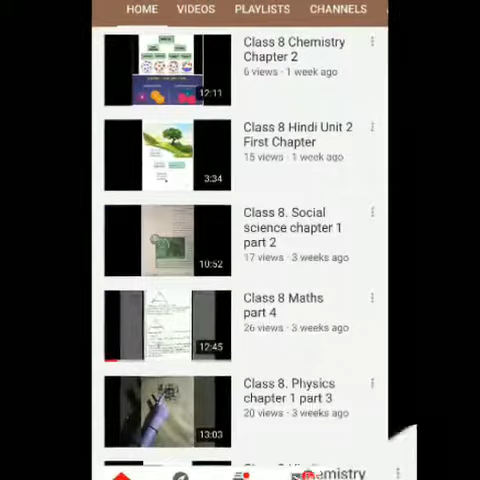 HOME VIDEOS PLAYLISTS CHANNELS
Class 8 Chemistry
Chapter 2
6 views · 1 week ago
12:11
Class 8 Hindi Unit 2
First Chapter
15 views · 1 week ago
3:34
Class 8. Social
science chapter 1
part 2
17 views · 3 weeks ago
10:52
Class 8 Maths
part 4
26 views · 3 weeks ago
12:45
Class 8. Physics
chapter 1 part 3
20 views · 3 weeks ago
13:03